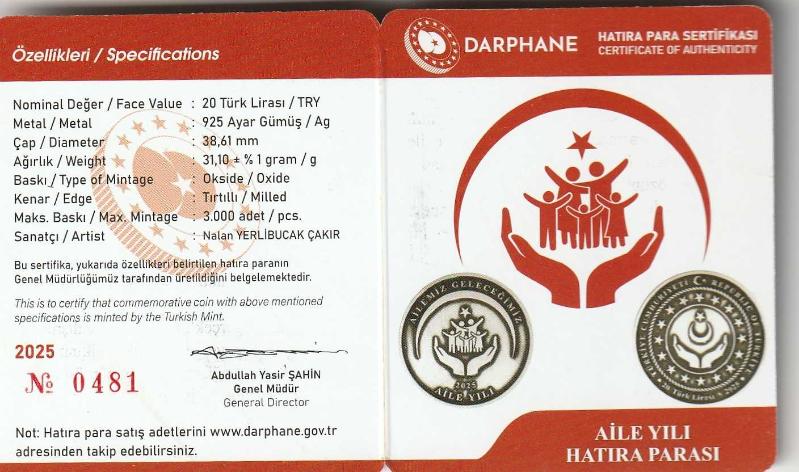 Özellikleri / Specifications
Nominal Değer / Face Value : 20 Türk Lirası / TRY
Metal / Metal : 925 Ayar Gümüş / Ag
Çap / Diameter : 38,61 mm
Ağırlık / Weight : 31,10 ± % 1 gram / g
Baskı / Type of Mintage : Okside / Oxide
Kenar / Edge : Tırtıllı / Milled
Maks. Baskı / Max. Mintage : 3.000 adet / pcs.
Sanatçı / Artist : Nalan YERLİBUCAK ÇAKIR
Bu sertifika, yukarıda özellikleri belirtilen hatıra paranın
Genel Müdürlüğümüz tarafından üretildiğini belgelemektedir.
This is to certify that commemorative coin with above mentioned
specifications is minted by the Turkish Mint.
2025
№ 0481
Abdullah Yasir ŞAHİN
Genel Müdür
General Director
Not: Hatıra para satış adetlerini www.darphane.gov.tr
adresinden takip edebilirsiniz.
DARPHANE
HATIRA PARA SERTİFİKASI
CERTIFICATE OF AUTHENTICITY
AİLEMİZ GELECEĞİMİZ
2025
AİLE YILI
TÜRKİYE CUMHURİYETİ REPUBLIC OF TÜRKİYE
20 Türk Lirası 2025
AİLE YILI
HATIRA PARASI